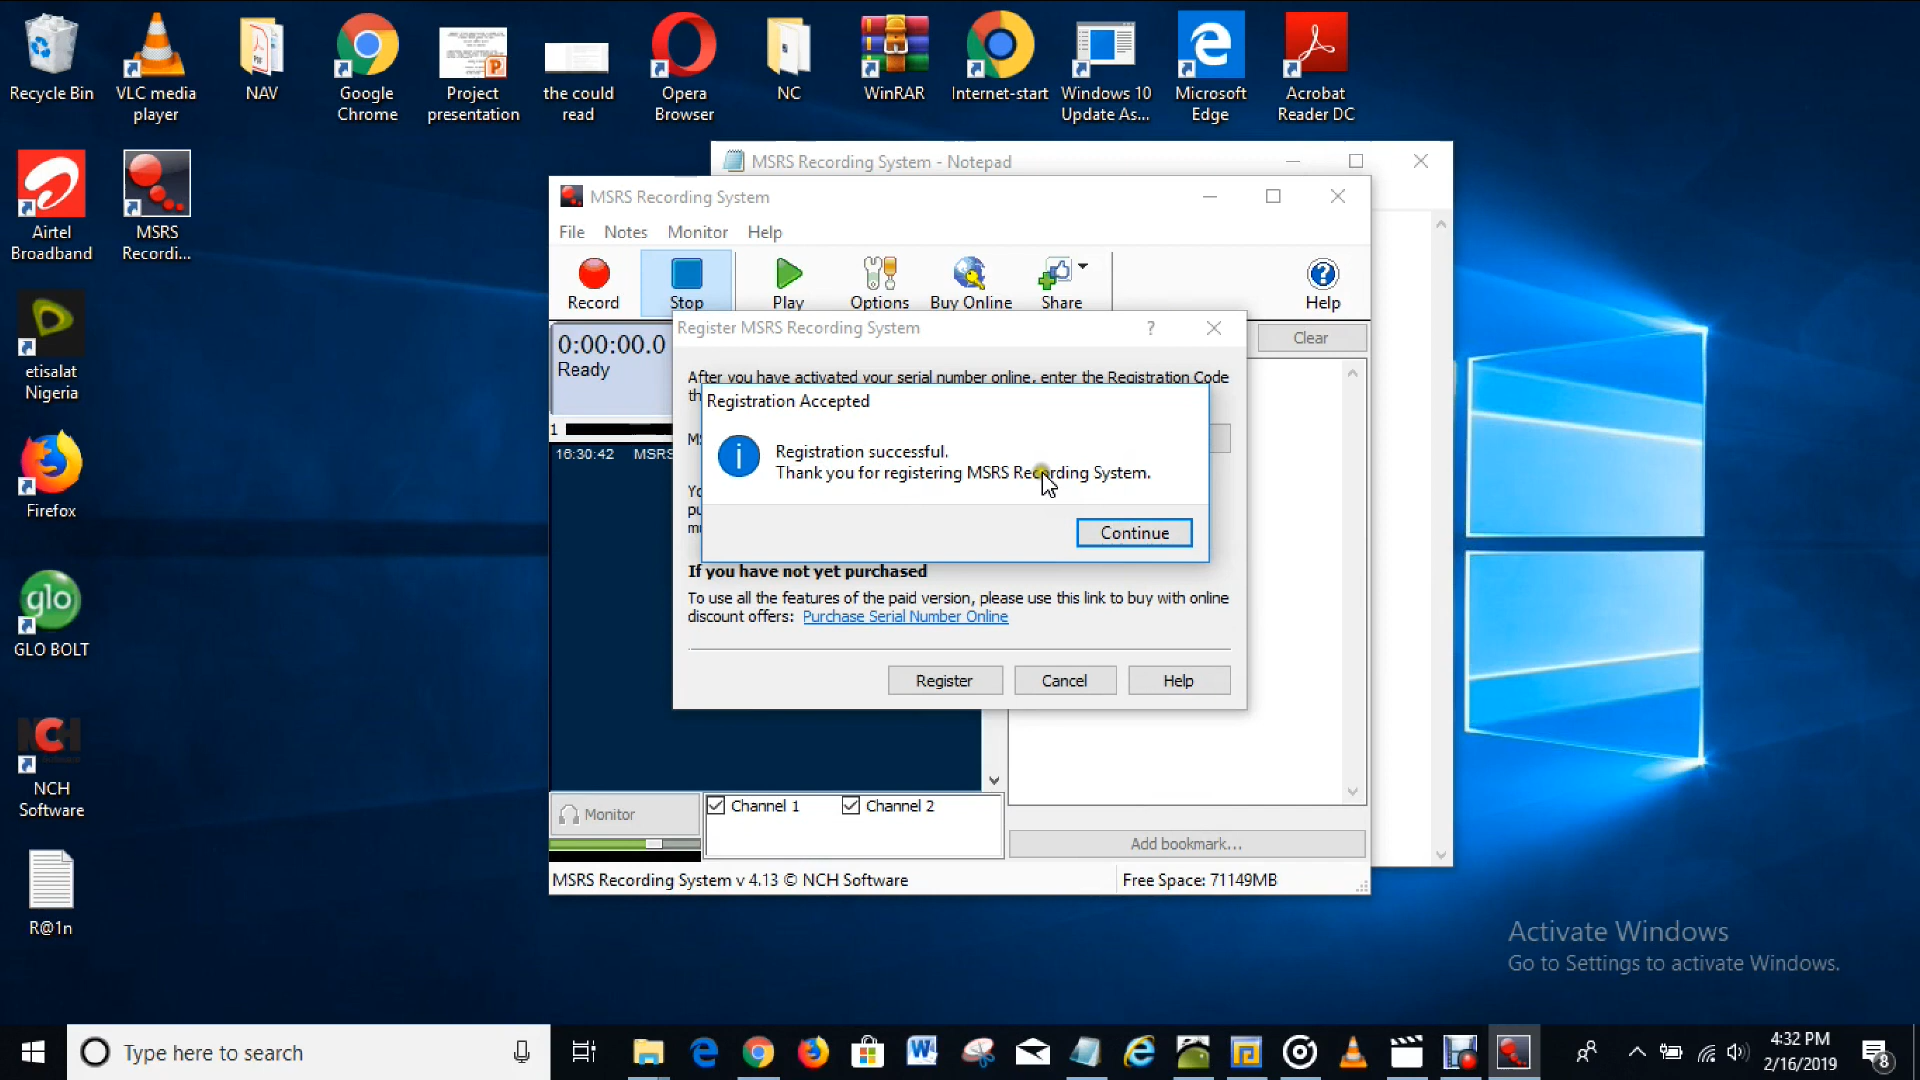 Recycle Bin
VLC media player
NAV
Google Chrome
Project presentation
the could read
Opera Browser
NC
WinRAR
Internet-start
Windows 10 Update As...
Microsoft Edge
Acrobat Reader DC
Airtel Broadband
MSRS Recordi...
etisalat Nigeria
Firefox
glo
GLO BOLT
NCH Software
R@1n
MSRS Recording System - Notepad
MSRS Recording System
File Notes Monitor Help
Record Stop Play Options Buy Online Share Help
0:00:00.0
Ready
Clear
1
16:30:42 MSRS
Register MSRS Recording System
After you have activated your serial number online, enter the Registration Code
Registration Accepted
Registration successful.
Thank you for registering MSRS Recording System.
Continue
If you have not yet purchased
To use all the features of the paid version, please use this link to buy with online
discount offers: Purchase Serial Number Online
Register Cancel Help
Monitor
Channel 1 Channel 2
Add bookmark...
MSRS Recording System v 4.13 © NCH Software
Free Space: 71149MB
Activate Windows
Go to Settings to activate Windows.
Type here to search
4:32 PM
2/16/2019
8